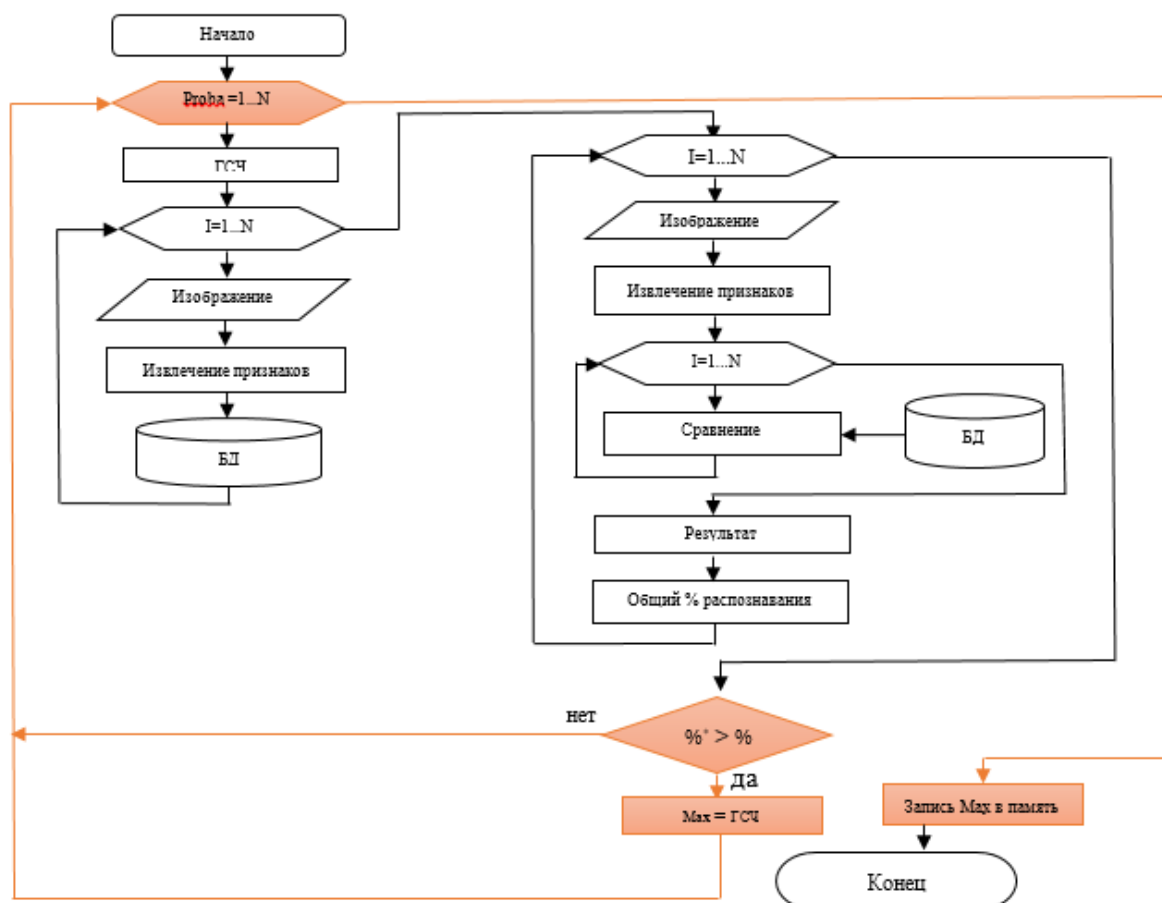 Начало
Proba =1...N
ГСЧ
I=1...N
Изображение
Извлечение признаков
БД
I=1...N
Изображение
Извлечение признаков
I=1...N
Сравнение
БД
Результат
Общий % распознавания
нет
%* > %
да
Max = ГСЧ
Запись Max в память
Конец